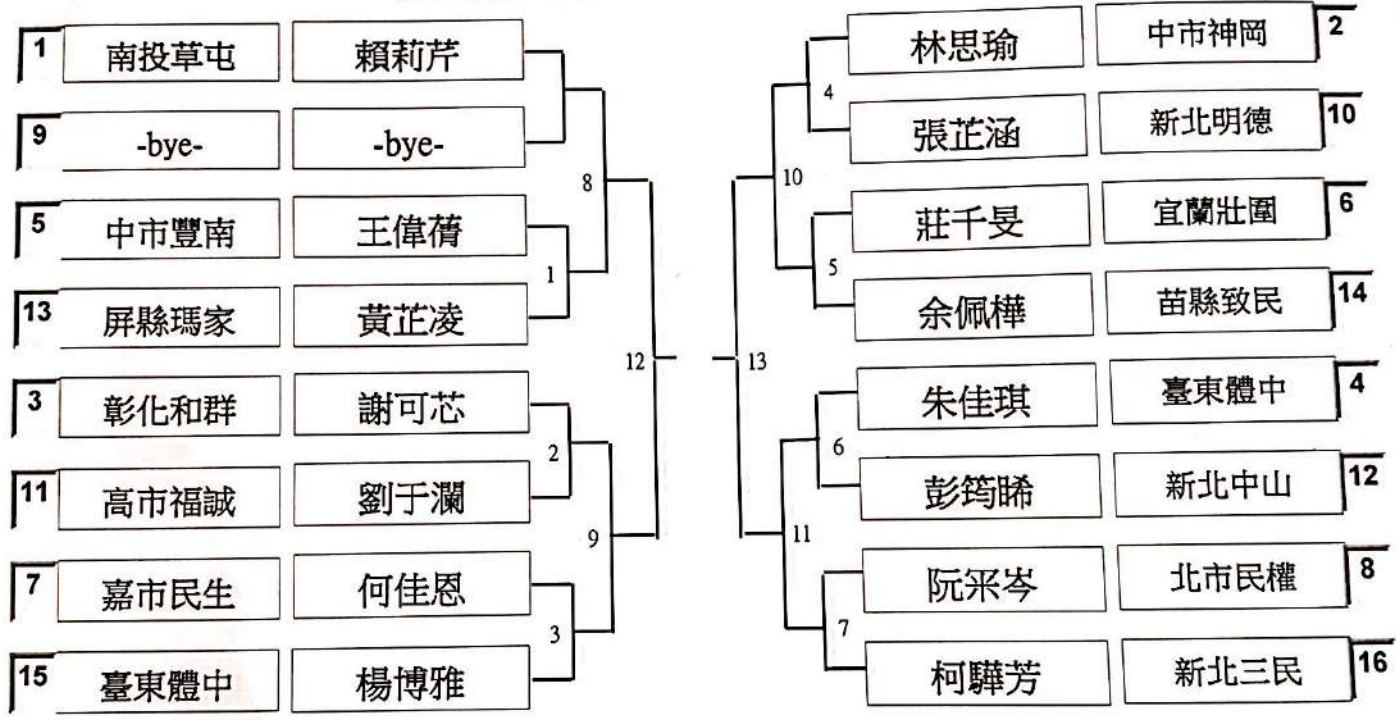 1 南投草屯 賴莉芹
9 -bye- -bye-
5 中市豐南 王偉蒨
13 屏縣瑪家 黃芷凌
3 彰化和群 謝可芯
11 高市福誠 劉于瀾
7 嘉市民生 何佳恩
15 臺東體中 楊博雅
8
1
12
2
9
3
林思瑜 中市神岡 2
張芷涵 新北明德 10
莊千旻 宜蘭壯圍 6
余佩樺 苗縣致民 14
朱佳琪 臺東體中 4
彭筠睎 新北中山 12
阮罙岑 北市民權 8
柯驊芳 新北三民 16
4
10
5
13
6
11
7